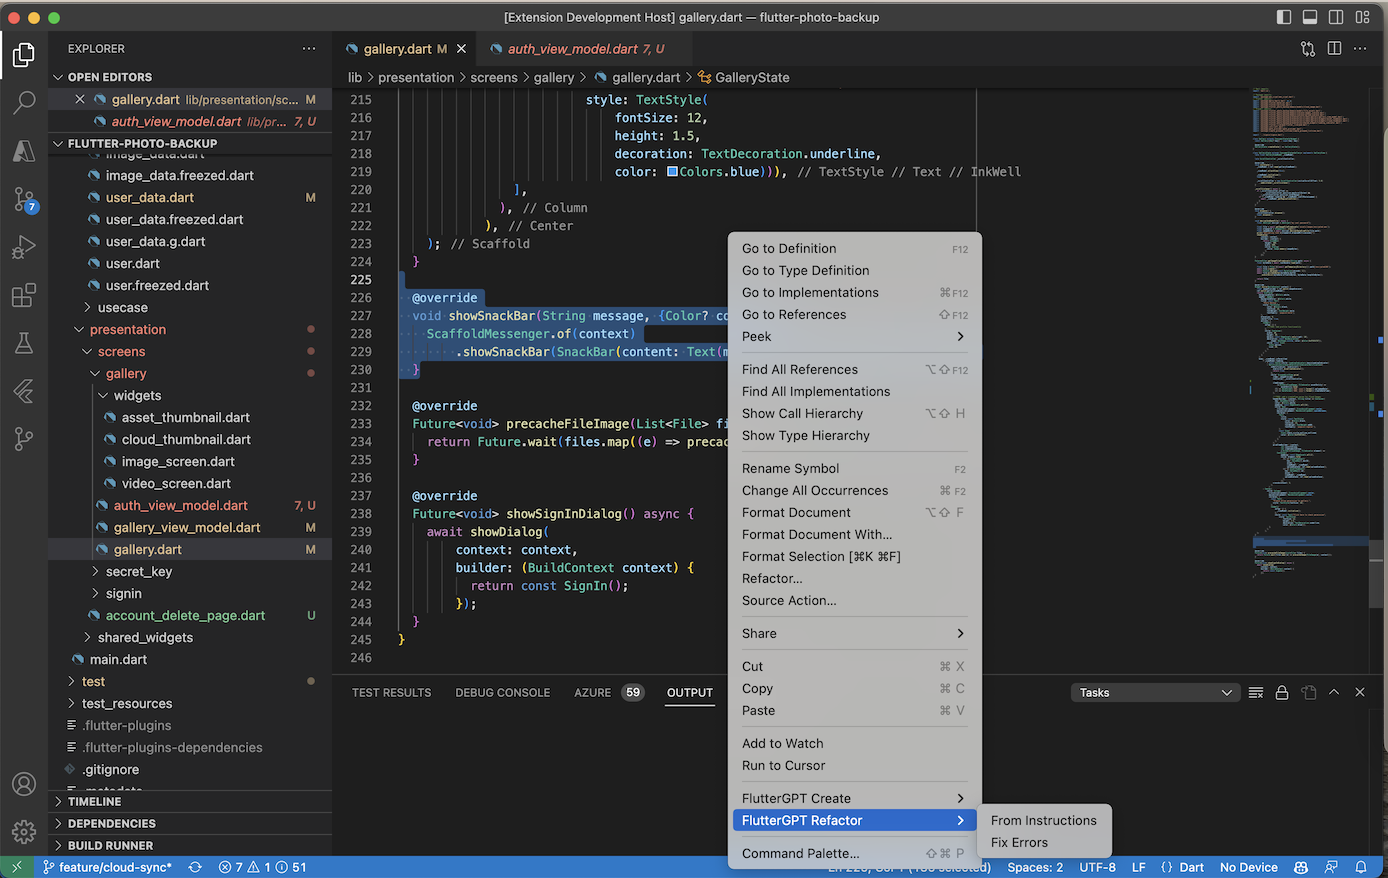 [Extension Development Host] gallery.dart — flutter-photo-backup
EXPLORER
OPEN EDITORS
gallery.dart lib/presentation/sc... M
auth_view_model.dart lib/pr... 7, U
FLUTTER-PHOTO-BACKUP
image_data.dart
image_data.freezed.dart
user_data.dart M
user_data.freezed.dart
user_data.g.dart
user.dart
user.freezed.dart
usecase
presentation
screens
gallery
widgets
asset_thumbnail.dart
cloud_thumbnail.dart
image_screen.dart
video_screen.dart
auth_view_model.dart 7, U
gallery_view_model.dart M
gallery.dart M
secret_key
signin
account_delete_page.dart U
shared_widgets
main.dart
test
test_resources
.flutter-plugins
.flutter-plugins-dependencies
.gitignore
.metadata
TIMELINE
DEPENDENCIES
BUILD RUNNER
7
gallery.dart M
auth_view_model.dart 7, U
lib > presentation > screens > gallery > gallery.dart > GalleryState
215 style: TextStyle(
216 fontSize: 12,
217 height: 1.5,
218 decoration: TextDecoration.underline,
219 color: Colors.blue))), // TextStyle // Text // InkWell
220 ],
221 ), // Column
222 ), // Center
223 ); // Scaffold
224 }
225
226 @override
227 void showSnackBar(String message, {Color? co
228 ScaffoldMessenger.of(context)
229 .showSnackBar(SnackBar(content: Text(m
230 }
231
232 @override
233 Future<void> precacheFileImage(List<File> fi
234 return Future.wait(files.map((e) => precac
235 }
236
237 @override
238 Future<void> showSignInDialog() async {
239 await showDialog(
240 context: context,
241 builder: (BuildContext context) {
242 return const SignIn();
243 });
244 }
245 }
246
Go to Definition F12
Go to Type Definition
Go to Implementations ⌘F12
Go to References ⇧F12
Peek
Find All References ⌥⇧F12
Find All Implementations
Show Call Hierarchy ⌥⇧ H
Show Type Hierarchy
Rename Symbol F2
Change All Occurrences ⌘ F2
Format Document ⌥⇧ F
Format Document With...
Format Selection [⌘K ⌘F]
Refactor...
Source Action...
Share
Cut ⌘ X
Copy ⌘ C
Paste ⌘ V
Add to Watch
Run to Cursor
FlutterGPT Create
FlutterGPT Refactor
Command Palette... ⇧⌘ P
From Instructions
Fix Errors
TEST RESULTS DEBUG CONSOLE AZURE 59 OUTPUT
Tasks
feature/cloud-sync* 7 1 51
Spaces: 2 UTF-8 LF {} Dart No Device